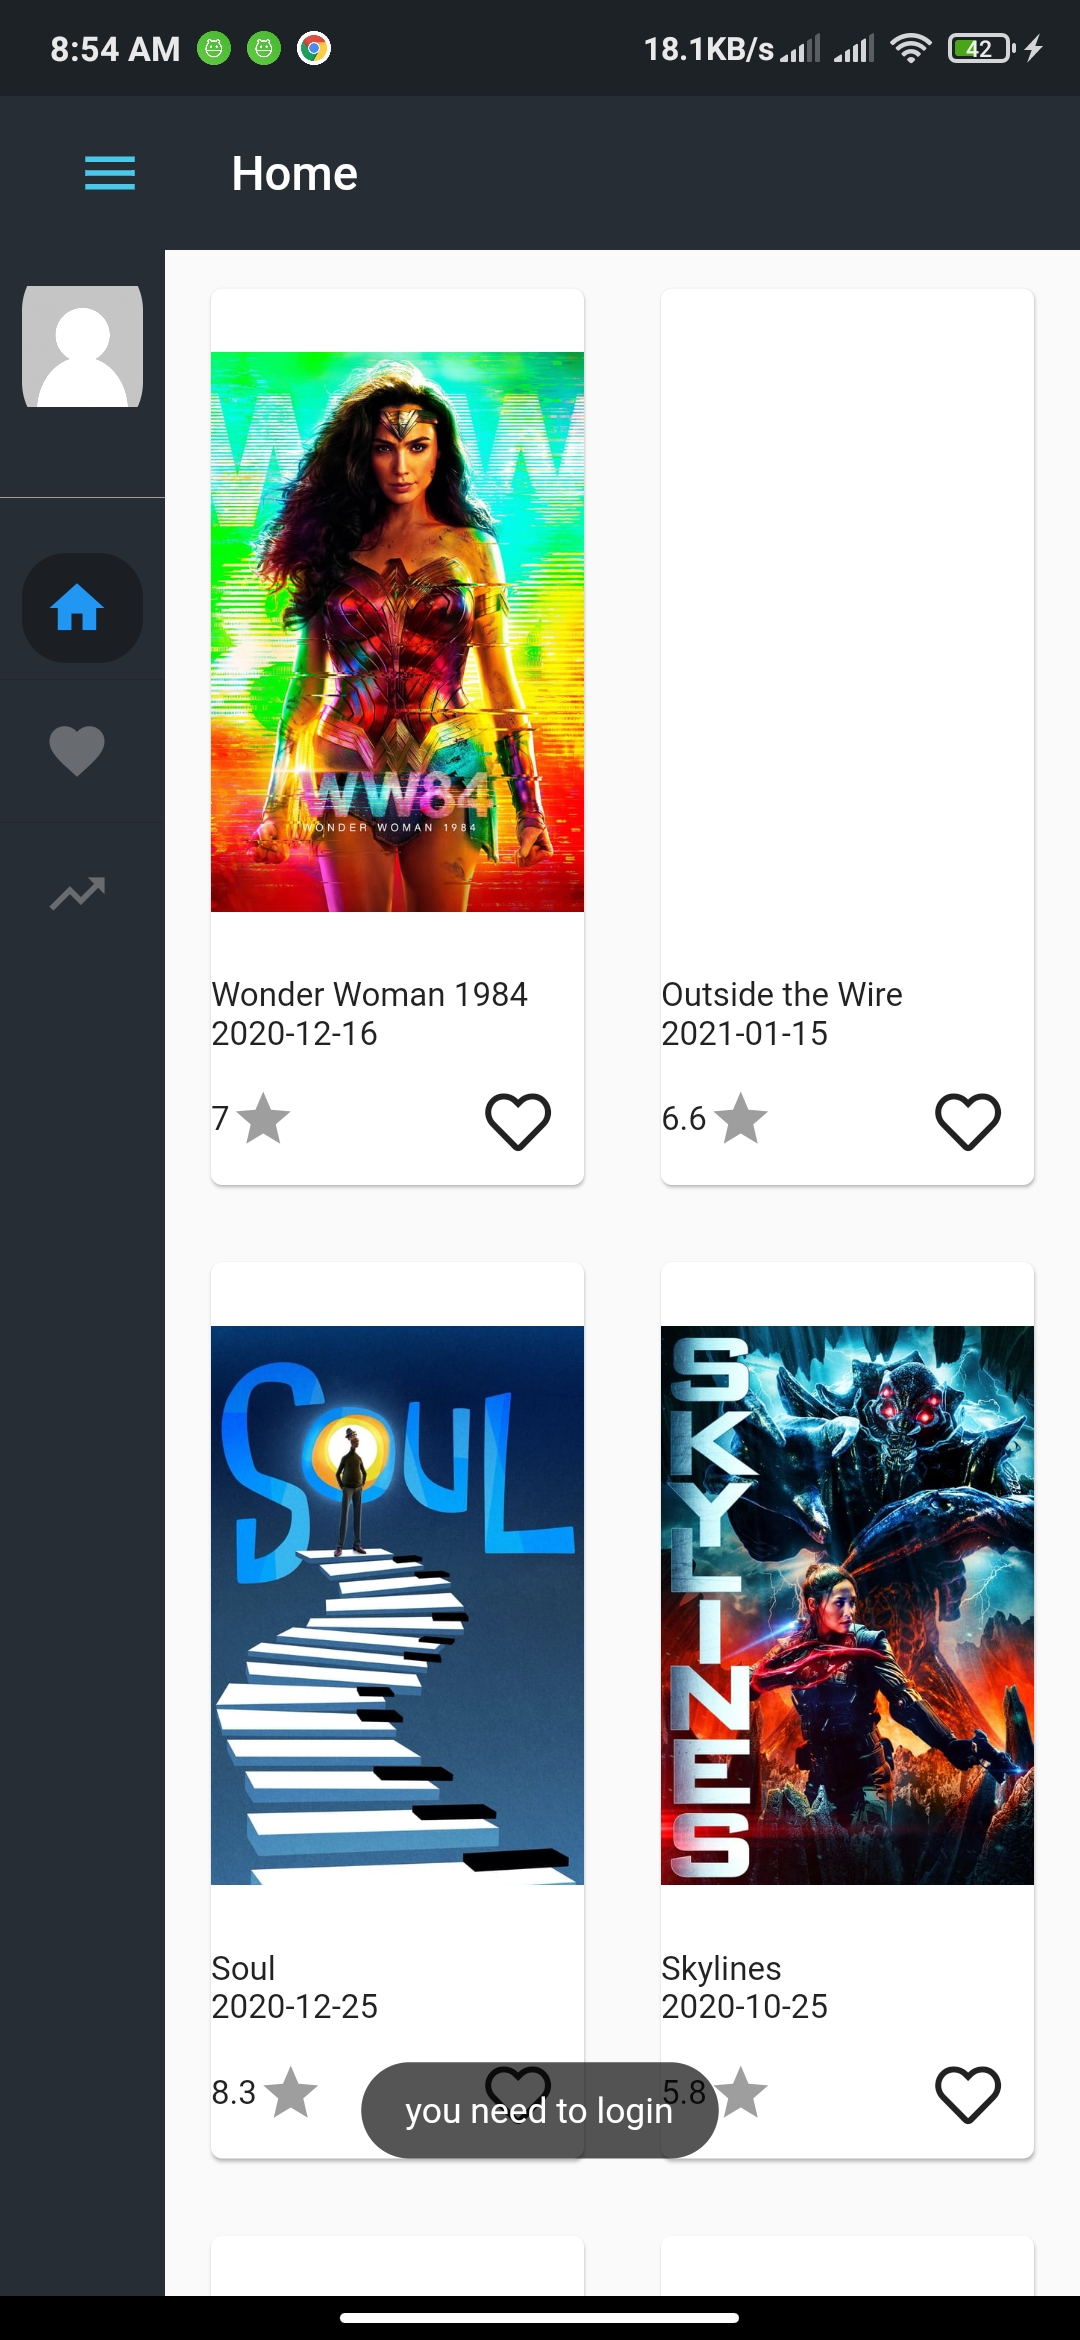 8:54 AM 18.1KB/s 42
Home
WW
WW84
WONDER WOMAN 1984
Wonder Woman 1984
2020-12-16
7
Outside the Wire
2021-01-15
6.6
SOUL
Soul
2020-12-25
8.3
SKYLINES
Skylines
2020-10-25
5.8
you need to login